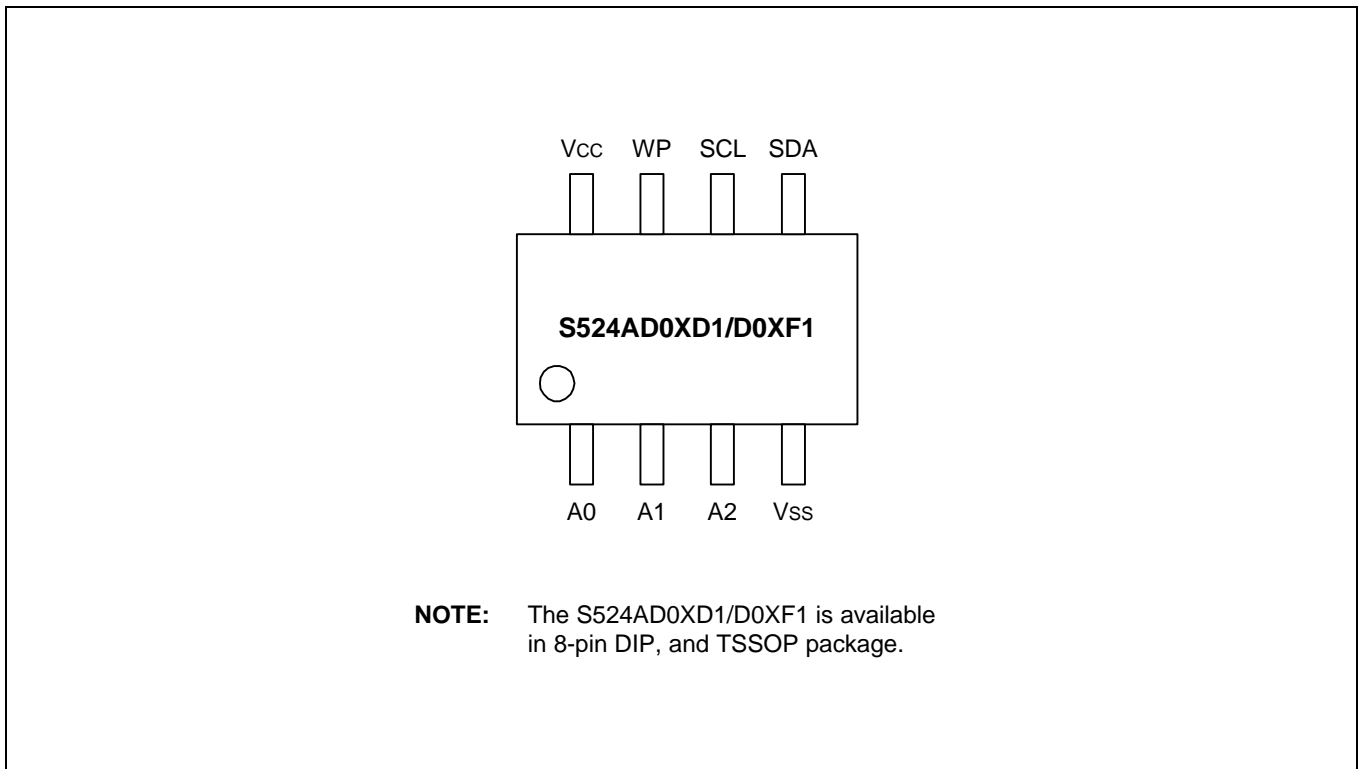 Vcc WP SCL SDA
S524AD0XD1/D0XF1
A0 A1 A2 Vss
NOTE: The S524AD0XD1/D0XF1 is available
in 8-pin DIP, and TSSOP package.